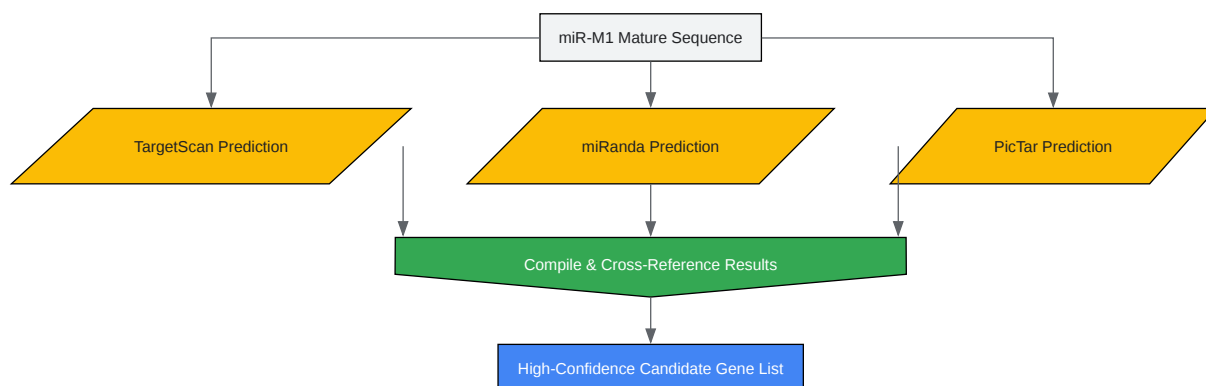 miR-M1 Mature Sequence
TargetScan Prediction
miRanda Prediction
PicTar Prediction
Compile & Cross-Reference Results
High-Confidence Candidate Gene List